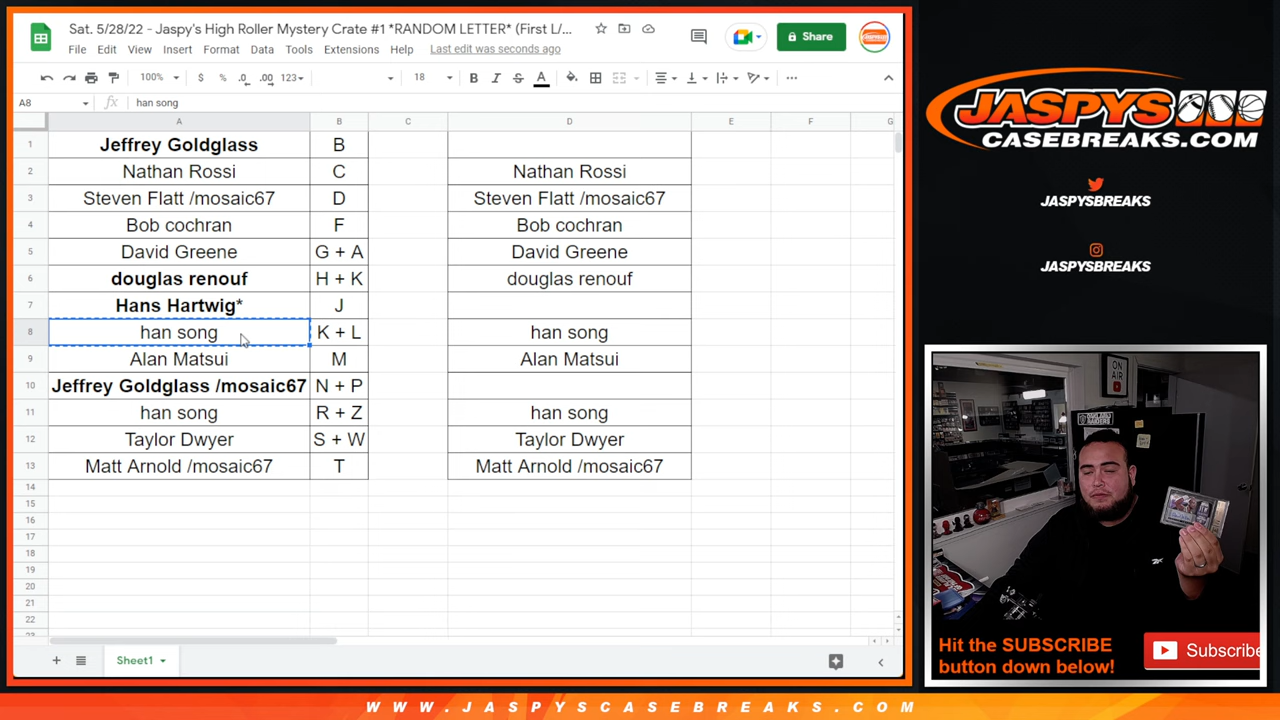 Sat. 5/28/22 - Jaspy's High Roller Mystery Crate #1 *RANDOM LETTER* (First L/...
File Edit View Insert Format Data Tools Extensions Help Last edit was seconds ago
Share
100% $ % .0 .00 123 18 B I S A
A8 fx han song
A B C D E F G
1 Jeffrey Goldglass B
2 Nathan Rossi C Nathan Rossi
3 Steven Flatt /mosaic67 D Steven Flatt /mosaic67
4 Bob cochran F Bob cochran
5 David Greene G + A David Greene
6 douglas renouf H + K douglas renouf
7 Hans Hartwig* J
8 han song K + L han song
9 Alan Matsui M Alan Matsui
10 Jeffrey Goldglass /mosaic67 N + P
11 han song R + Z han song
12 Taylor Dwyer S + W Taylor Dwyer
13 Matt Arnold /mosaic67 T Matt Arnold /mosaic67
14
15
16
17
18
19
20
21
22
23
Sheet1
JASPYS
CASEBREAKS.COM
JASPYSBREAKS
JASPYSBREAKS
ON AIR
Hit the SUBSCRIBE
button down below!
Subscribe
WWW.JASPYSCASEBREAKS.COM